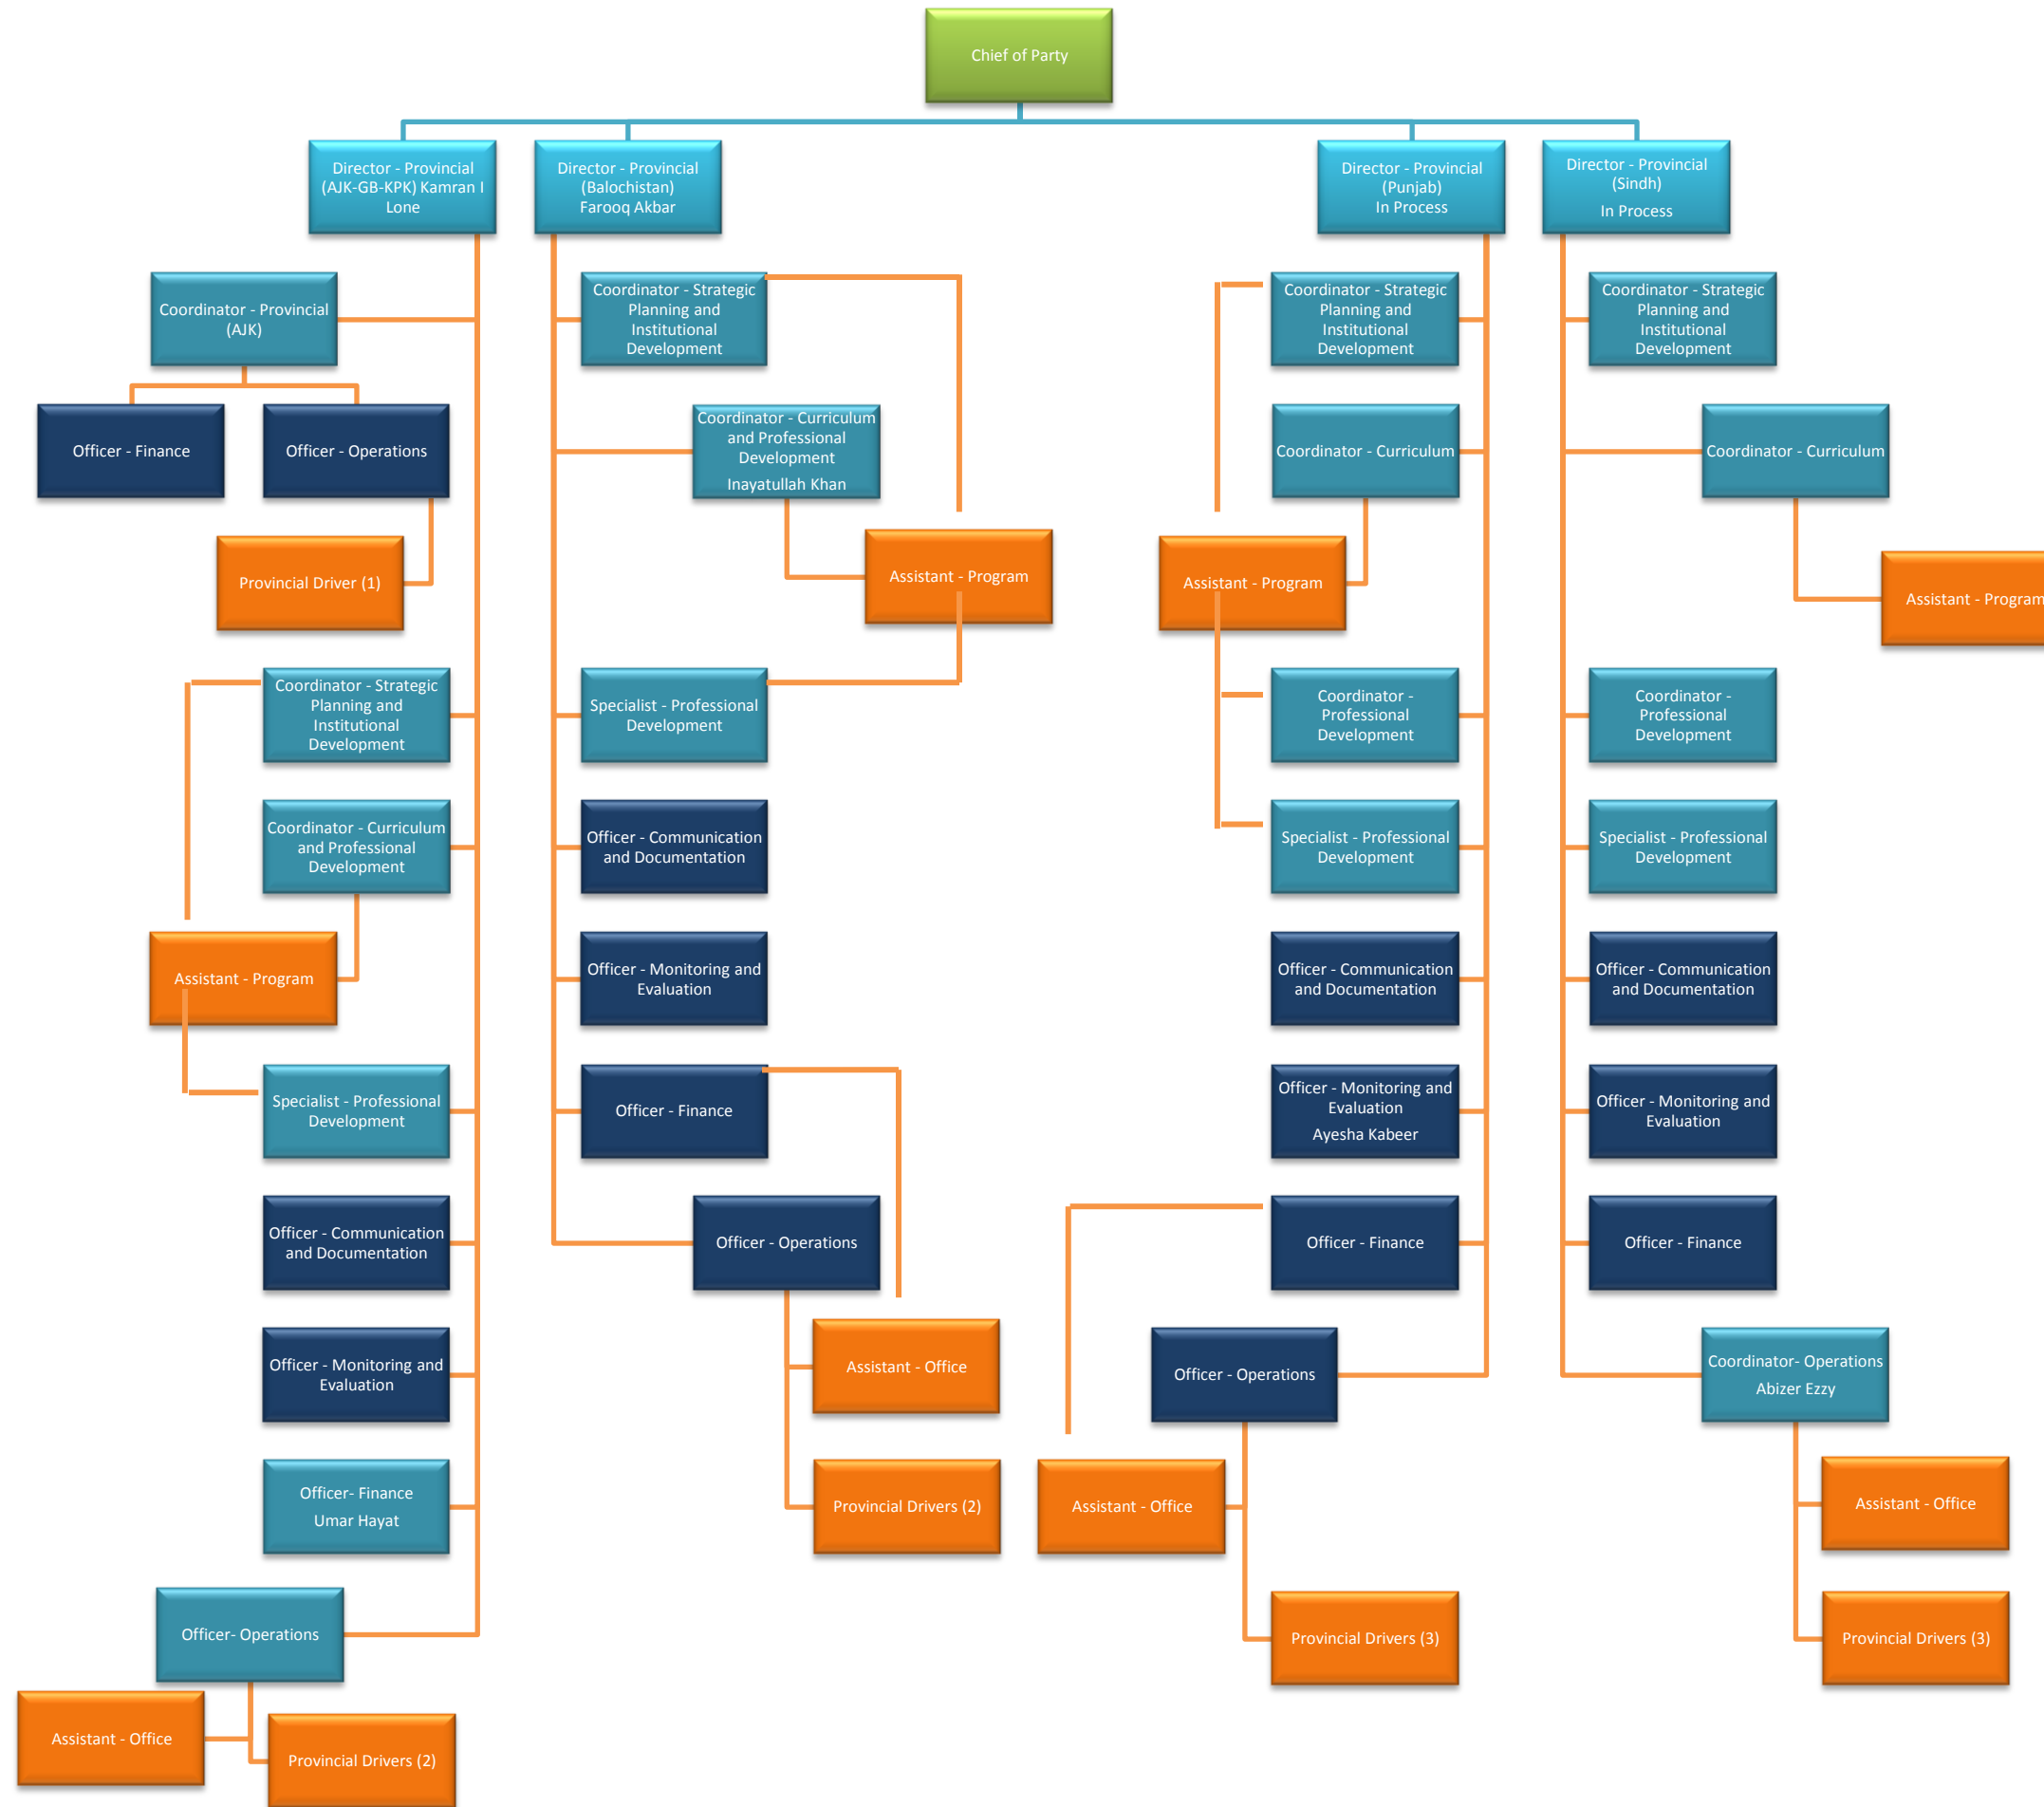 Chief of Party
Director - Provincial
(AJK-GB-KPK) Kamran I
Lone
Director - Provincial
(Balochistan)
Farooq Akbar
Director - Provincial
(Punjab)
In Process
Director - Provincial
(Sindh)
In Process
Coordinator - Provincial
(AJK)
Officer - Finance
Officer - Operations
Provincial Driver (1)
Coordinator - Strategic
Planning and
Institutional
Development
Coordinator - Curriculum
and Professional
Development
Assistant - Program
Specialist - Professional
Development
Officer - Communication
and Documentation
Officer - Monitoring and
Evaluation
Officer- Finance
Umar Hayat
Officer- Operations
Assistant - Office
Provincial Drivers (2)
Coordinator - Strategic
Planning and
Institutional
Development
Coordinator - Curriculum
and Professional
Development
Inayatullah Khan
Assistant - Program
Specialist - Professional
Development
Officer - Communication
and Documentation
Officer - Monitoring and
Evaluation
Officer - Finance
Officer - Operations
Assistant - Office
Provincial Drivers (2)
Coordinator - Strategic
Planning and
Institutional
Development
Coordinator - Curriculum
Assistant - Program
Coordinator -
Professional
Development
Specialist - Professional
Development
Officer - Communication
and Documentation
Officer - Monitoring and
Evaluation
Ayesha Kabeer
Officer - Finance
Officer - Operations
Assistant - Office
Provincial Drivers (3)
Coordinator - Strategic
Planning and
Institutional
Development
Coordinator - Curriculum
Assistant - Program
Coordinator -
Professional
Development
Specialist - Professional
Development
Officer - Communication
and Documentation
Officer - Monitoring and
Evaluation
Officer - Finance
Coordinator- Operations
Abizer Ezzy
Assistant - Office
Provincial Drivers (3)